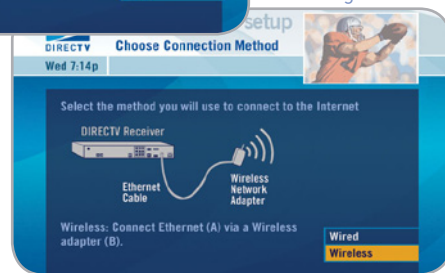 setup
DIRECTV
Choose Connection Method
Wed 7:14p
Select the method you will use to connect to the Internet
DIRECTV Receiver
Ethernet
Cable
Wireless
Network
Adapter
Wireless: Connect Ethernet (A) via a Wireless
adapter (B).
Wired
Wireless